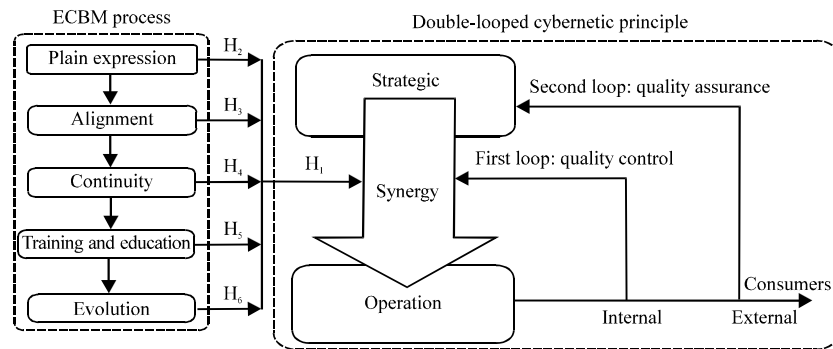 ECBM process
Double-looped cybernetic principle
Plain expression
H₂
Strategic
Second loop: quality assurance
Alignment
H₃
First loop: quality control
Continuity
H₄
H₁
Synergy
Training and education
H₅
Evolution
H₆
Operation
Consumers
Internal
External